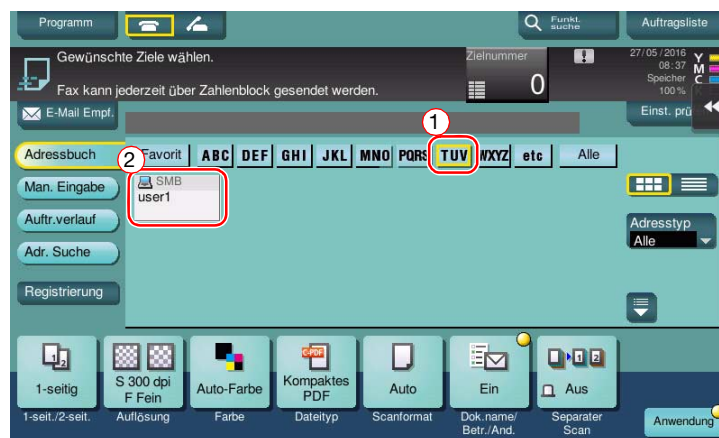 Programm
Funkt.
suche
Auftragsliste
Gewünschte Ziele wählen.
Fax kann jederzeit über Zahlenblock gesendet werden.
Zielnummer
0
27/05/2016
08:37
Speicher
100 %
Y
M
C
E-Mail Empf.
Einst. prü
1
Adressbuch
2
Favorit ABC DEF GHI JKL MNO PQRS TUV WXYZ etc Alle
SMB
user1
Man. Eingabe
Auftr.verlauf
Adr. Suche
Registrierung
Adresstyp
Alle
1-seitig
S 300 dpi
F Fein
Auto-Farbe
C-PDF
Kompaktes
PDF
Auto
Ein
1 2
Aus
1-seit./2-seit.
Auflösung
Farbe
Dateityp
Scanformat
Dok.name/
Betr./And.
Separater
Scan
Anwendung